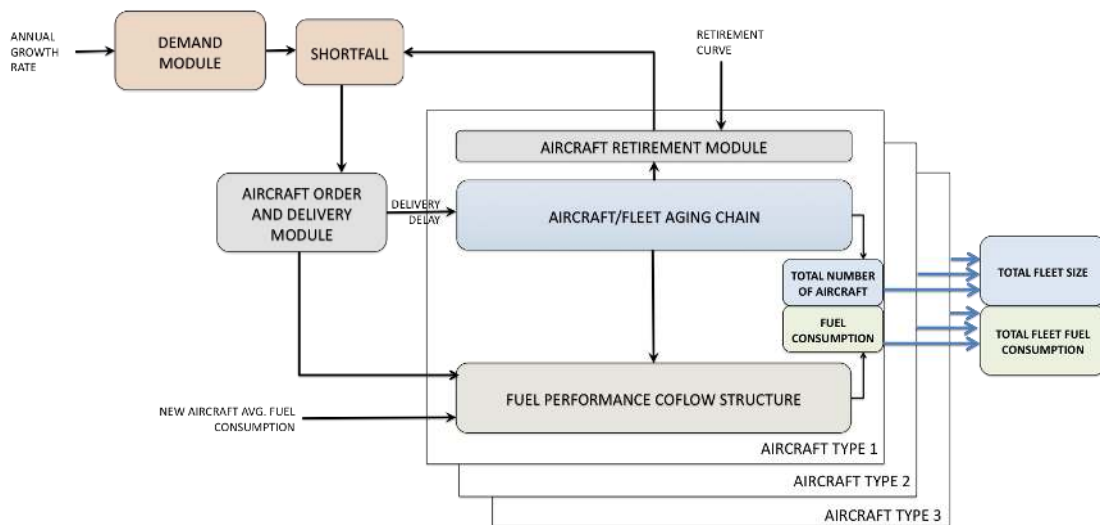 ANNUAL
GROWTH
RATE
DEMAND
MODULE
SHORTFALL
RETIREMENT
CURVE
AIRCRAFT RETIREMENT MODULE
AIRCRAFT ORDER
AND DELIVERY
MODULE
DELIVERY
DELAY
AIRCRAFT/FLEET AGING CHAIN
TOTAL NUMBER
OF AIRCRAFT
FUEL
CONSUMPTION
TOTAL FLEET SIZE
TOTAL FLEET FUEL
CONSUMPTION
NEW AIRCRAFT AVG. FUEL
CONSUMPTION
FUEL PERFORMANCE COFLOW STRUCTURE
AIRCRAFT TYPE 1
AIRCRAFT TYPE 2
AIRCRAFT TYPE 3